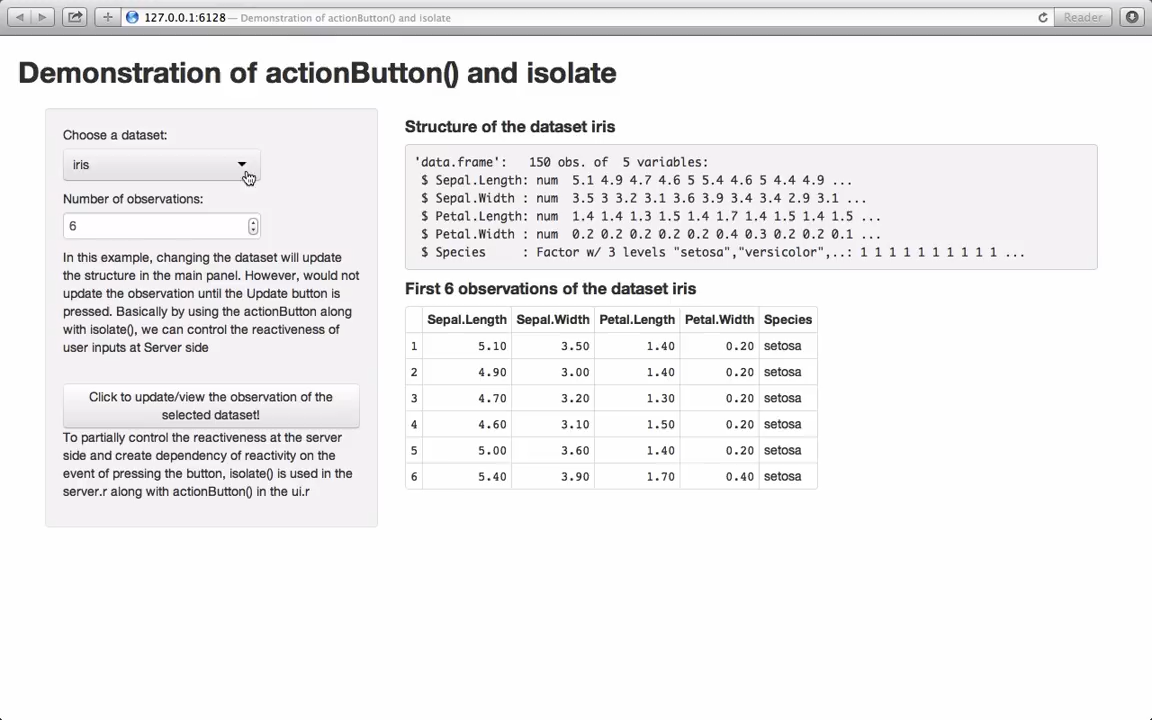 127.0.0.1:6128 — Demonstration of actionButton() and isolate
Reader
Demonstration of actionButton() and isolate
Choose a dataset:
iris
Number of observations:
6
In this example, changing the dataset will update
the structure in the main panel. However, would not
update the observation until the Update button is
pressed. Basically by using the actionButton along
with isolate(), we can control the reactiveness of
user inputs at Server side
Click to update/view the observation of the
selected dataset!
To partially control the reactiveness at the server
side and create dependency of reactivity on the
event of pressing the button, isolate() is used in the
server.r along with actionButton() in the ui.r
Structure of the dataset iris
'data.frame':   150 obs. of  5 variables:
$ Sepal.Length: num  5.1 4.9 4.7 4.6 5 5.4 4.6 5 4.4 4.9 ...
$ Sepal.Width : num  3.5 3 3.2 3.1 3.6 3.9 3.4 3.4 2.9 3.1 ...
$ Petal.Length: num  1.4 1.4 1.3 1.5 1.4 1.7 1.4 1.5 1.4 1.5 ...
$ Petal.Width : num  0.2 0.2 0.2 0.2 0.2 0.4 0.3 0.2 0.2 0.1 ...
$ Species     : Factor w/ 3 levels "setosa","versicolor",..: 1 1 1 1 1 1 1 1 1 1 ...
First 6 observations of the dataset iris
Sepal.Length Sepal.Width Petal.Length Petal.Width Species
1 5.10 3.50 1.40 0.20 setosa
2 4.90 3.00 1.40 0.20 setosa
3 4.70 3.20 1.30 0.20 setosa
4 4.60 3.10 1.50 0.20 setosa
5 5.00 3.60 1.40 0.20 setosa
6 5.40 3.90 1.70 0.40 setosa